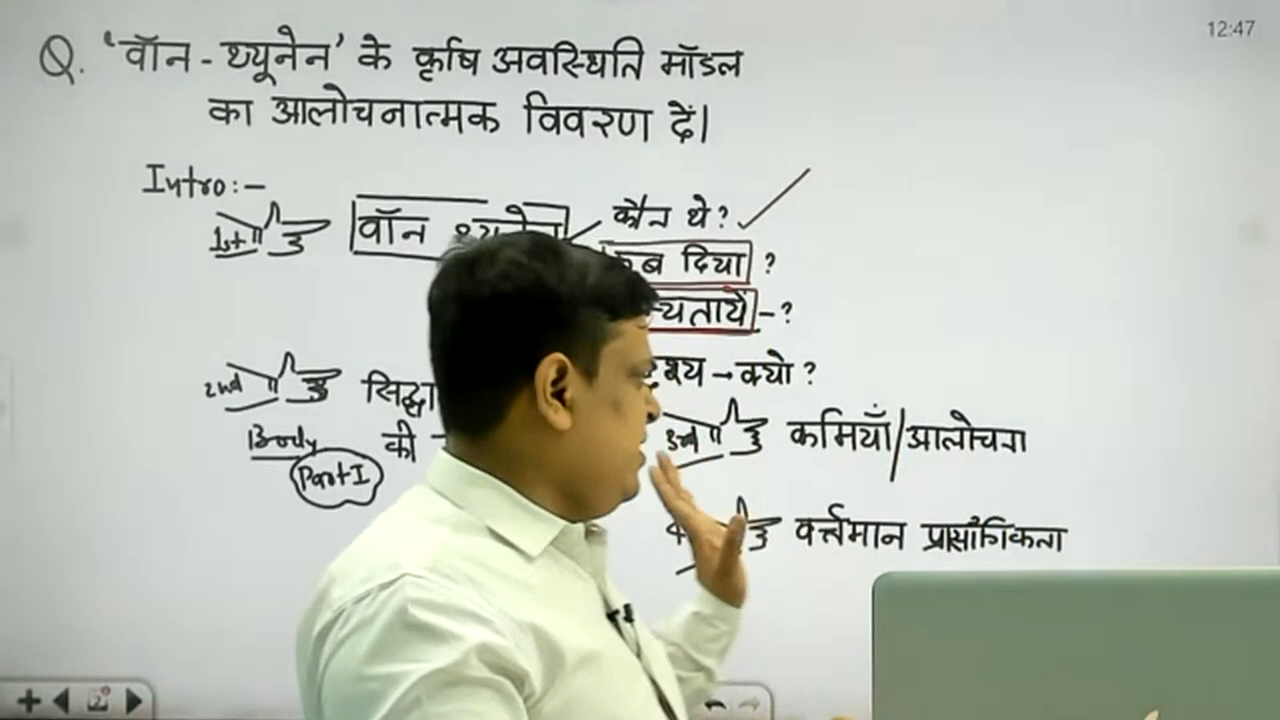 12:47
Q. 'वॉन - थ्यूनेन' के कृषि अवस्थिति मॉडल
का आलोचनात्मक विवरण दें।
Intro :-
1st वॉन कौन थे?
दिया ?
-?
2nd क्यो ?
Body की
Part I
3rd कमियाँ/आलोचना
वर्त्तमान प्रासंगिकता
2